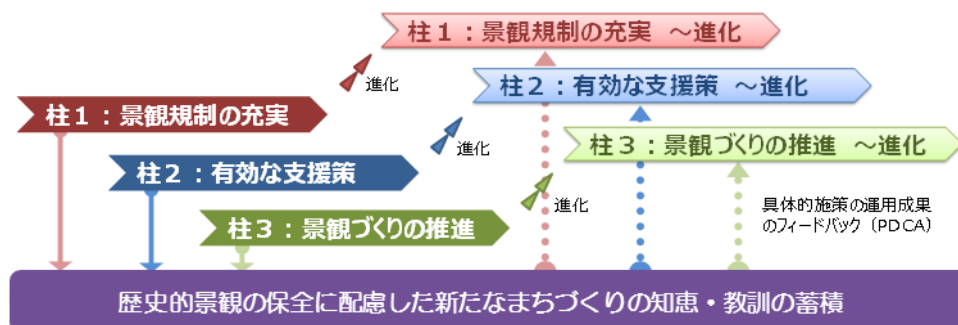 柱1：景観規制の充実 ～進化
進化
柱2：有効な支援策 ～進化
柱1：景観規制の充実
進化
柱3：景観づくりの推進 ～進化
柱2：有効な支援策
進化
柱3：景観づくりの推進
具体的施策の運用成果
のフィードバック（PDCA）
歴史的景観の保全に配慮した新たなまちづくりの知恵・教訓の蓄積